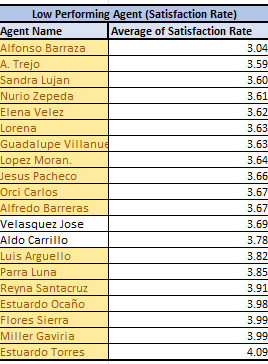 Low Performing Agent (Satisfaction Rate)
Agent Name Average of Satisfaction Rate
Alfonso Barraza 3.04
A. Trejo 3.59
Sandra Lujan 3.60
Nurio Zepeda 3.61
Elena Velez 3.62
Lorena 3.63
Guadalupe Villanue 3.63
Lopez Moran. 3.64
Jesus Pacheco 3.66
Orci Carlos 3.67
Alfredo Barreras 3.67
Velasquez Jose 3.69
Aldo Carrillo 3.78
Luis Arguello 3.82
Parra Luna 3.85
Reyna Santacruz 3.91
Estuardo Ocaño 3.98
Flores Sierra 3.99
Miller Gaviria 3.99
Estuardo Torres 4.09